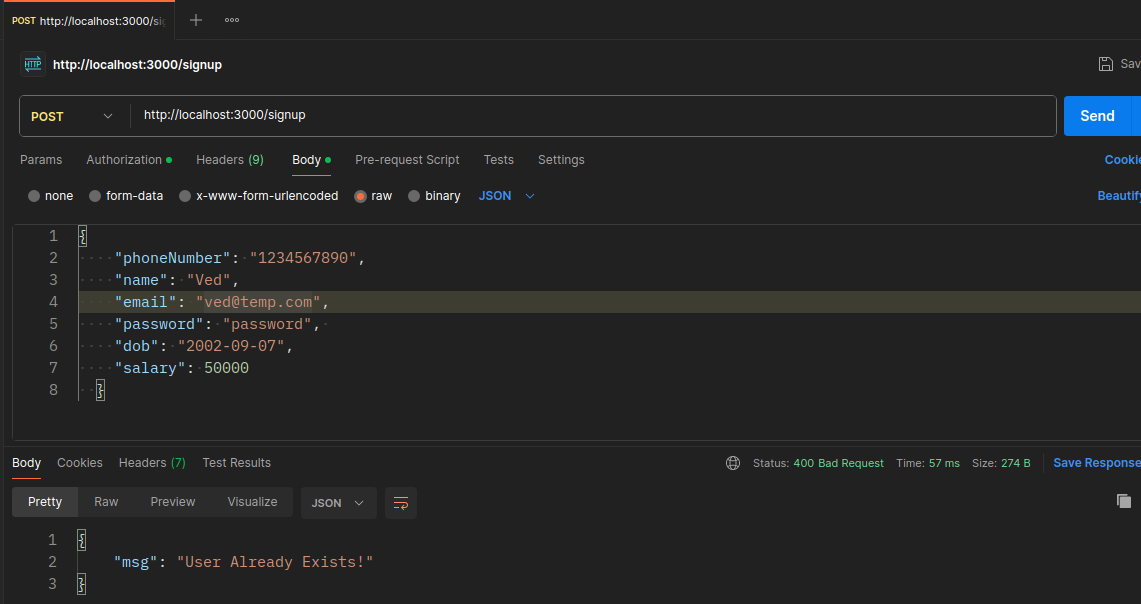 POST http://localhost:3000/si
http://localhost:3000/signup
Sav
POST http://localhost:3000/signup Send
Params Authorization Headers (9) Body Pre-request Script Tests Settings Cookie
none form-data x-www-form-urlencoded raw binary JSON Beautify
1 {
2 "phoneNumber": "1234567890",
3 "name": "Ved",
4 "email": "ved@temp.com",
5 "password": "password",
6 "dob": "2002-09-07",
7 "salary": 50000
8 }
Body Cookies Headers (7) Test Results Status: 400 Bad Request Time: 57 ms Size: 274 B Save Response
Pretty Raw Preview Visualize JSON
1 {
2 "msg": "User Already Exists!"
3 }